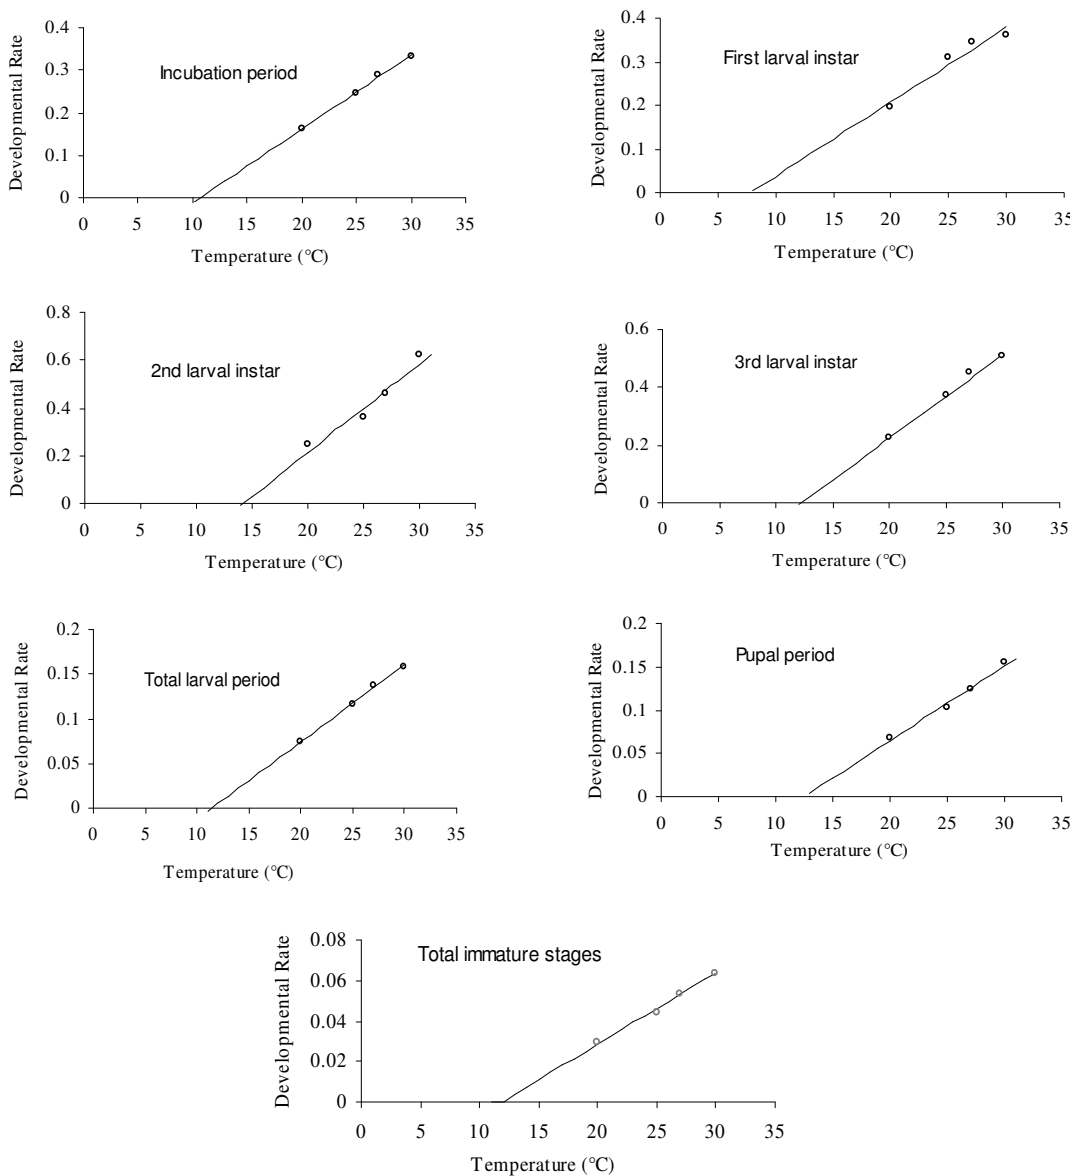 Incubation period
Developmental Rate
0.4
0.3
0.2
0.1
0
0 5 10 15 20 25 30 35
Temperature (°C)
First larval instar
Developmental Rate
0.4
0.3
0.2
0.1
0
0 5 10 15 20 25 30 35
Temperature (°C)
2nd larval instar
Developmental Rate
0.8
0.6
0.4
0.2
0
0 5 10 15 20 25 30 35
Temperature (°C)
3rd larval instar
Developmental Rate
0.6
0.4
0.2
0
0 5 10 15 20 25 30 35
Temperature (°C)
Total larval period
Developmental Rate
0.2
0.15
0.1
0.05
0
0 5 10 15 20 25 30 35
Temperature (°C)
Pupal period
Developmental Rate
0.2
0.15
0.1
0.05
0
0 5 10 15 20 25 30 35
Temperature (°C)
Total immature stages
Developmental Rate
0.08
0.06
0.04
0.02
0
0 5 10 15 20 25 30 35
Temperature (°C)